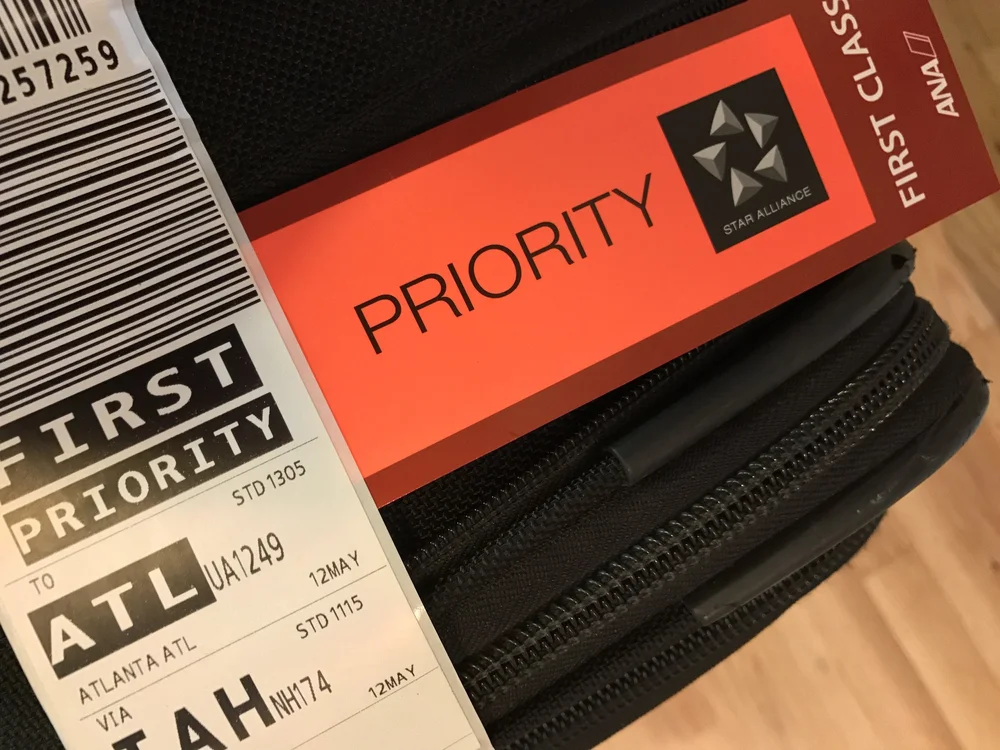 257259
FIRST
PRIORITY
STD 1305
TO
ATL UA1249 12MAY
ATLANTA ATL
STD 1115
VIA
IAH NH174 12MAY
PRIORITY
STAR ALLIANCE
FIRST CLASS
ANA